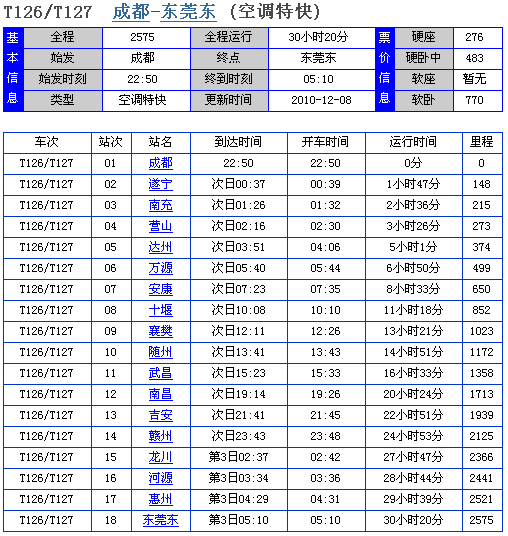 T126/T127 成都-东莞东 (空调特快)
基本信息 全程 2575 全程运行 30小时20分 票价信息 硬座 276
始发 成都 终点 东莞东 硬卧中 483
始发时刻 22:50 终到时刻 05:10 软座 暂无
类型 空调特快 更新时间 2010-12-08 软卧 770
车次 站次 站名 到达时间 开车时间 运行时间 里程
T126/T127 01 成都 22:50 22:50 0分 0
T126/T127 02 遂宁 次日00:37 00:39 1小时47分 148
T126/T127 03 南充 次日01:26 01:32 2小时36分 215
T126/T127 04 营山 次日02:16 02:30 3小时26分 273
T126/T127 05 达州 次日03:51 04:06 5小时1分 374
T126/T127 06 万源 次日05:40 05:44 6小时50分 499
T126/T127 07 安康 次日07:23 07:35 8小时33分 650
T126/T127 08 十堰 次日10:08 10:10 11小时18分 852
T126/T127 09 襄樊 次日12:11 12:26 13小时21分 1023
T126/T127 10 随州 次日13:41 13:43 14小时51分 1172
T126/T127 11 武昌 次日15:23 15:33 16小时33分 1358
T126/T127 12 南昌 次日19:14 19:26 20小时24分 1713
T126/T127 13 吉安 次日21:41 21:45 22小时51分 1939
T126/T127 14 赣州 次日23:43 23:48 24小时53分 2125
T126/T127 15 龙川 第3日02:37 02:42 27小时47分 2366
T126/T127 16 河源 第3日03:34 03:36 28小时44分 2441
T126/T127 17 惠州 第3日04:29 04:31 29小时39分 2521
T126/T127 18 东莞东 第3日05:10 05:10 30小时20分 2575